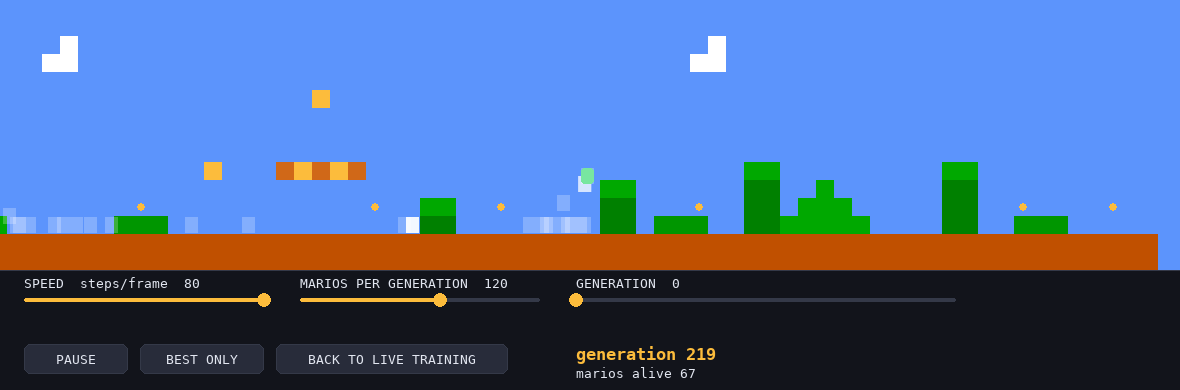 SPEED  steps/frame  80
MARIOS PER GENERATION  120
GENERATION  0
PAUSE
BEST ONLY
BACK TO LIVE TRAINING
generation 219
marios alive 67